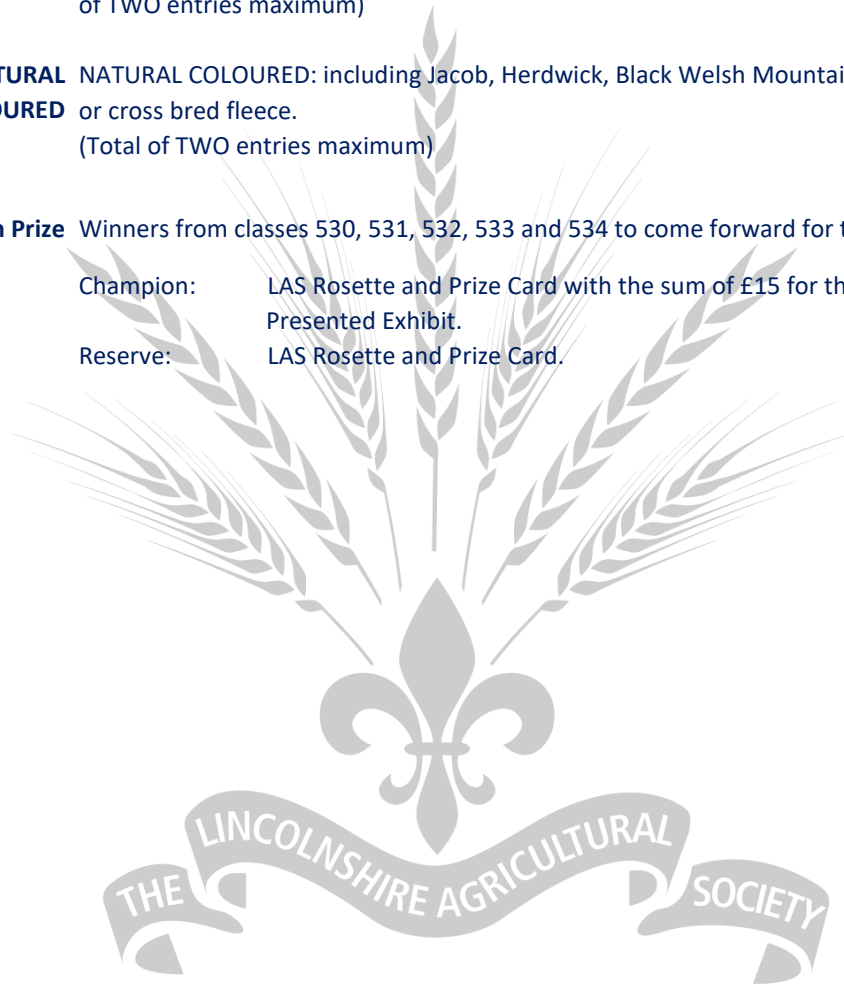 of TWO entries maximum)
TURAL NATURAL COLOURED: including Jacob, Herdwick, Black Welsh Mountai
OURED or cross bred fleece.
(Total of TWO entries maximum)
n Prize Winners from classes 530, 531, 532, 533 and 534 to come forward for t
Champion: LAS Rosette and Prize Card with the sum of £15 for th
Presented Exhibit.
Reserve: LAS Rosette and Prize Card.
THE LINCOLNSHIRE AGRICULTURAL SOCIETY